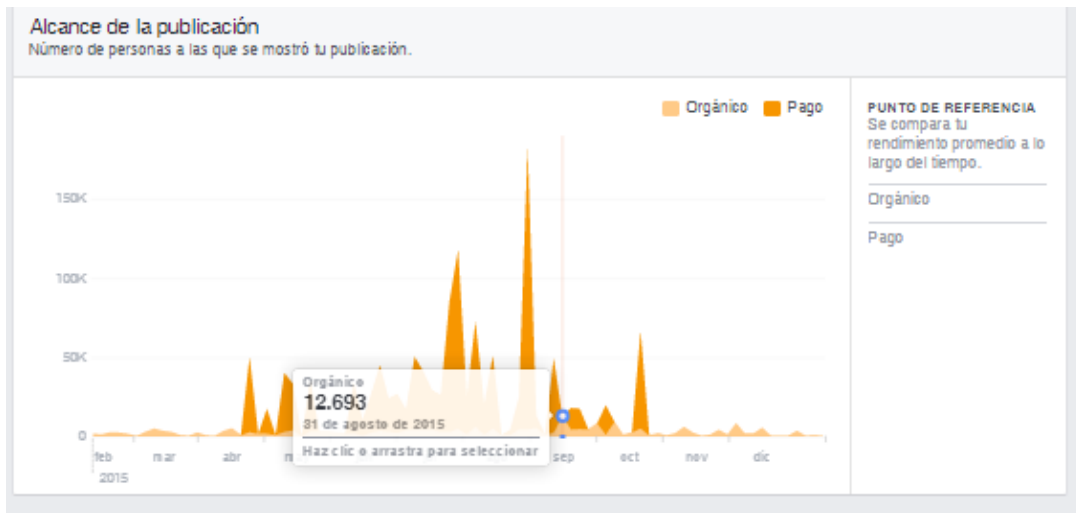 Alcance de la publicación
Número de personas a las que se mostró tu publicación.
Orgánico Pago
150K
100K
50K
0
feb mar abr sep oct nov dic
2015
Orgánico
12.693
31 de agosto de 2015
Haz clic o arrastra para seleccionar
PUNTO DE REFERENCIA
Se compara tu
rendimiento promedio a lo
largo del tiempo.
Orgánico
Pago